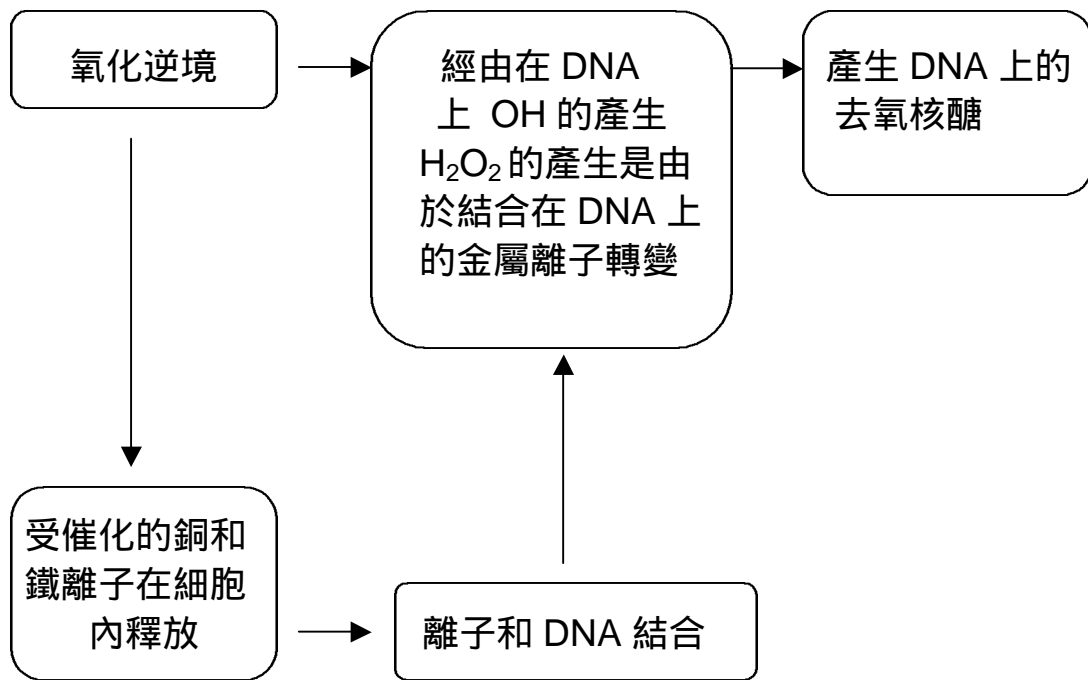 氧化逆境
經由在 DNA
上 OH 的產生
H₂O₂ 的產生是由
於結合在 DNA 上
的金屬離子轉變
產生 DNA 上的
去氧核醣
受催化的銅和
鐵離子在細胞
內釋放
離子和 DNA 結合